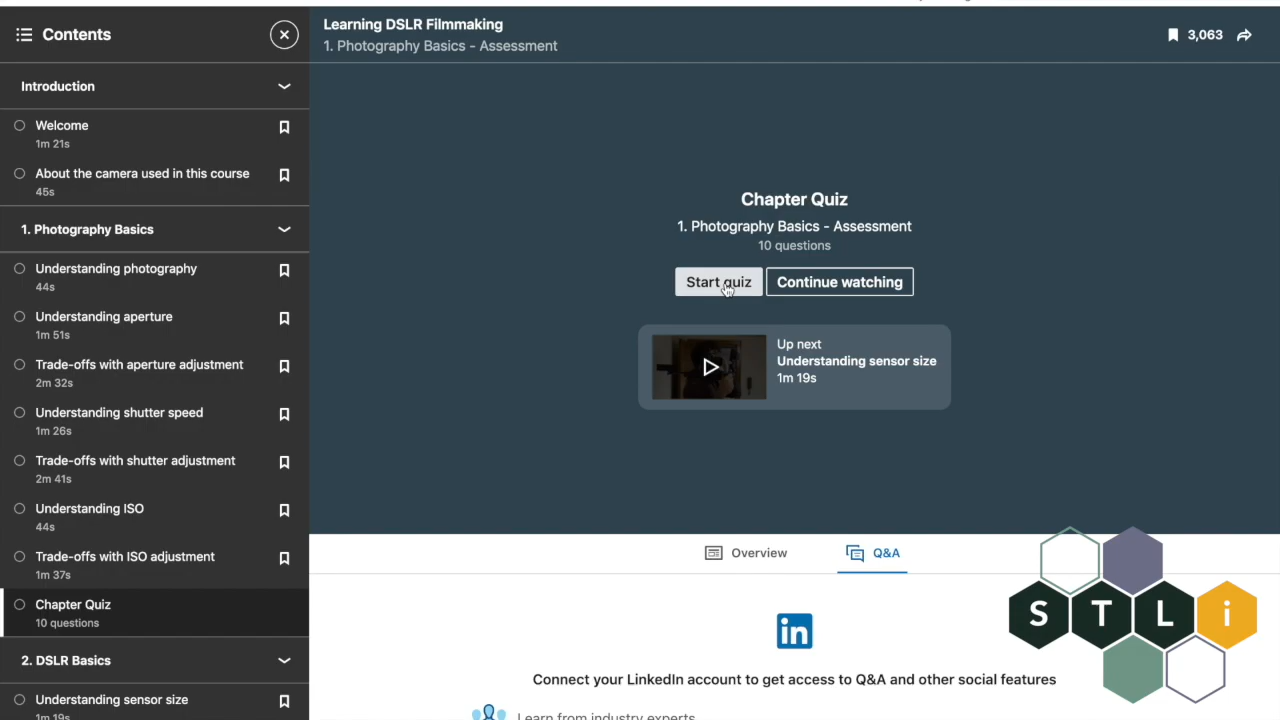 Contents
Introduction
Welcome
1m 21s
About the camera used in this course
45s
1. Photography Basics
Understanding photography
44s
Understanding aperture
1m 51s
Trade-offs with aperture adjustment
2m 32s
Understanding shutter speed
1m 26s
Trade-offs with shutter adjustment
2m 41s
Understanding ISO
44s
Trade-offs with ISO adjustment
1m 37s
Chapter Quiz
10 questions
2. DSLR Basics
Understanding sensor size
1m 19s
Learning DSLR Filmmaking
1. Photography Basics - Assessment
3,063
Chapter Quiz
1. Photography Basics - Assessment
10 questions
Start quiz
Continue watching
Up next
Understanding sensor size
1m 19s
Overview
Q&A
in
Connect your LinkedIn account to get access to Q&A and other social features
Learn from industry experts
S T L i